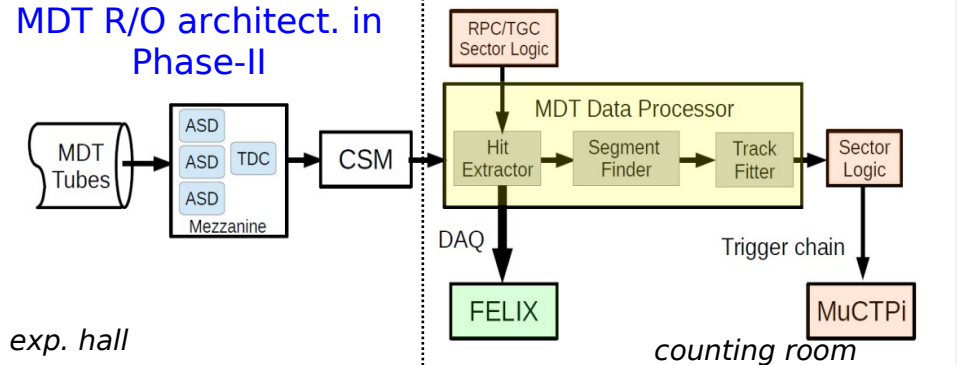 MDT R/O architect. in
Phase-II
RPC/TGC
Sector Logic
MDT Data Processor
MDT
Tubes
ASD
ASD
ASD
TDC
Mezzanine
CSM
Hit
Extractor
Segment
Finder
Track
Fitter
Sector
Logic
DAQ
Trigger chain
FELIX
MuCTPi
exp. hall
counting room